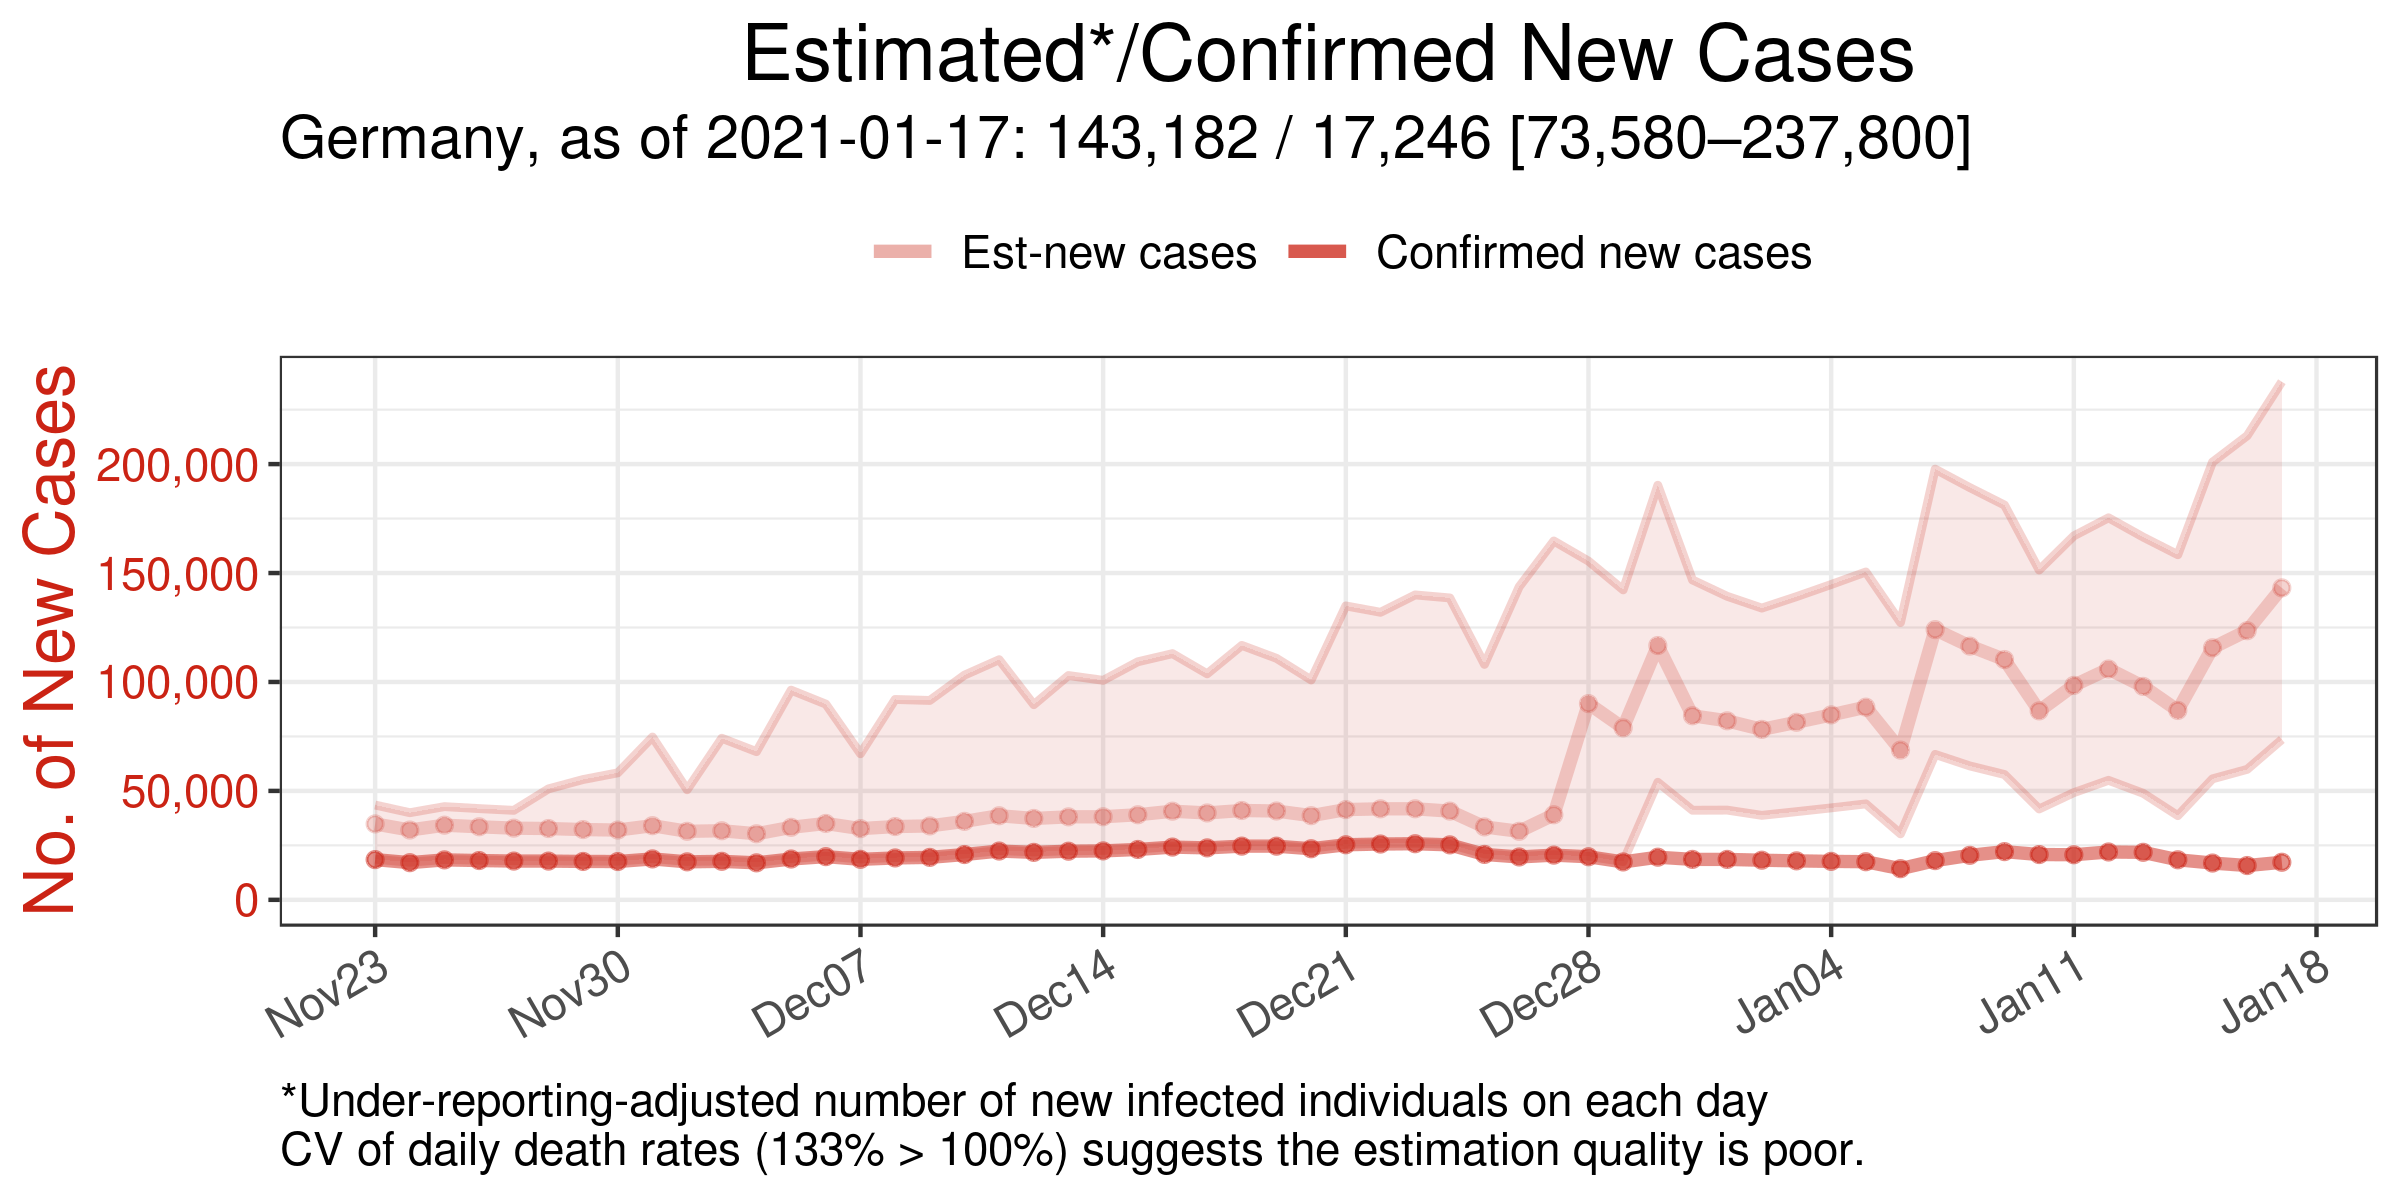 Estimated*/Confirmed New Cases
Germany, as of 2021-01-17: 143,182 / 17,246 [73,580–237,800]
Est-new cases Confirmed new cases
No. of New Cases
200,000
150,000
100,000
50,000
0
Nov23 Nov30 Dec07 Dec14 Dec21 Dec28 Jan04 Jan11 Jan18
*Under-reporting-adjusted number of new infected individuals on each day
CV of daily death rates (133% > 100%) suggests the estimation quality is poor.